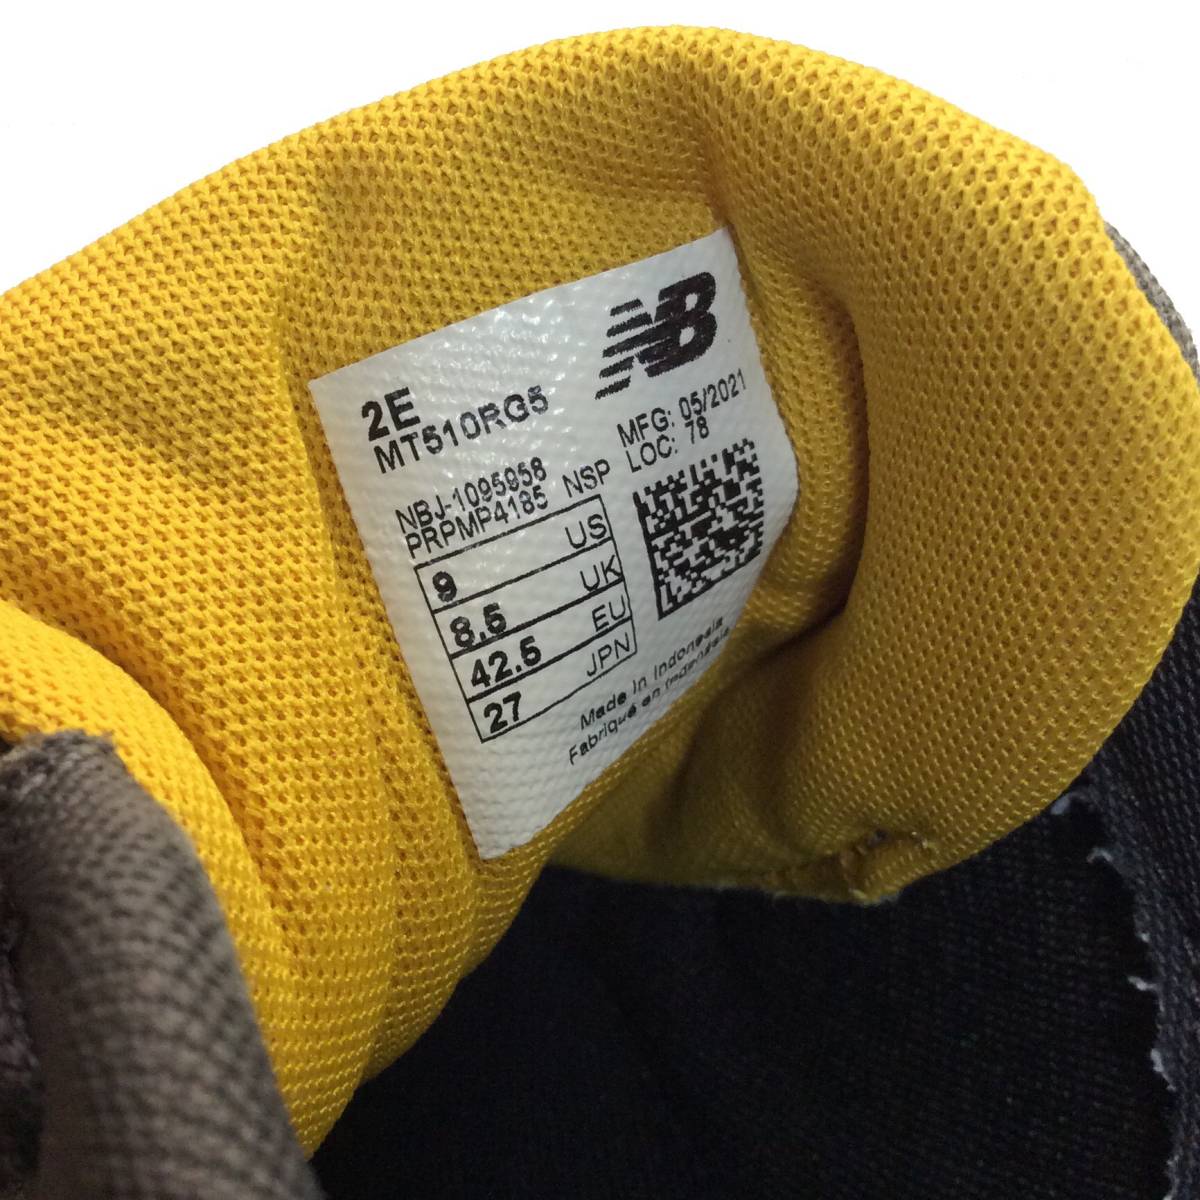 NB
2E
MT510RG5
MFG: 05/2021
LOC: 78
NBJ-1095958
PRPMP4185 NSP
9 US
8.5 UK
42.5 EU
27 JPN
Made in Indonesia
Fabriqué en Indonésie